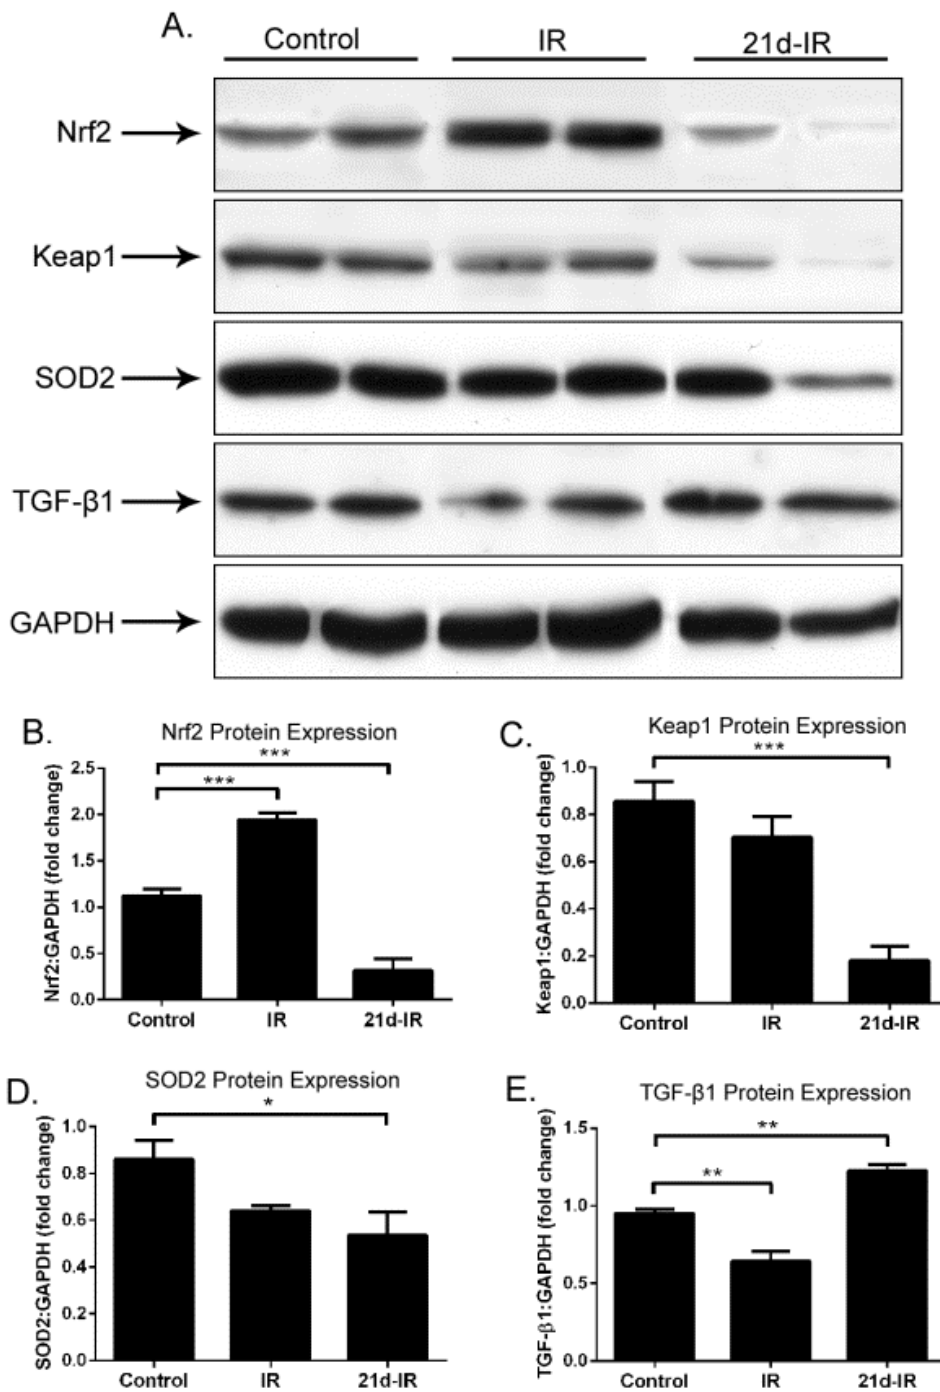 A.
Control IR 21d-IR
Nrf2
Keap1
SOD2
TGF-β1
GAPDH
B.
Nrf2 Protein Expression
***
***
Nrf2:GAPDH (fold change)
2.5
2.0
1.5
1.0
0.5
0.0
Control IR 21d-IR
C.
Keap1 Protein Expression
***
Keap1:GAPDH (fold change)
1.0
0.8
0.6
0.4
0.2
0.0
Control IR 21d-IR
D.
SOD2 Protein Expression
*
SOD2:GAPDH (fold change)
1.0
0.8
0.6
0.4
0.2
0.0
Control IR 21d-IR
E.
TGF-β1 Protein Expression
**
**
TGF-β1:GAPDH (fold change)
1.5
1.0
0.5
0.0
Control IR 21d-IR